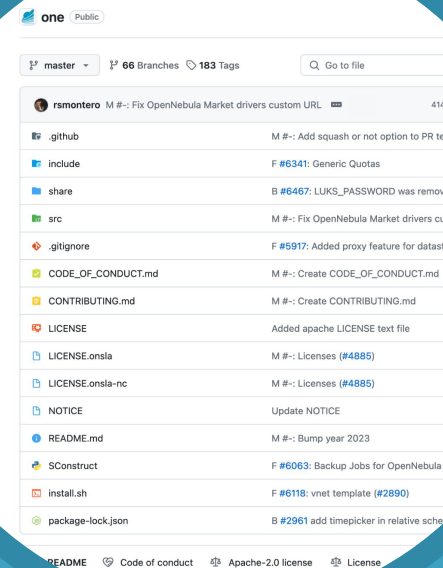 one Public
master 66 Branches 183 Tags Go to file
rsmontero M #-: Fix OpenNebula Market drivers custom URL 414
.github M #-: Add squash or not option to PR te
include F #6341: Generic Quotas
share B #6467: LUKS_PASSWORD was remov
src M #-: Fix OpenNebula Market drivers cu
.gitignore F #5917: Added proxy feature for datast
CODE_OF_CONDUCT.md M #-: Create CODE_OF_CONDUCT.md
CONTRIBUTING.md M #-: Create CONTRIBUTING.md
LICENSE Added apache LICENSE text file
LICENSE.onsla M #-: Licenses (#4885)
LICENSE.onsla-nc M #-: Licenses (#4885)
NOTICE Update NOTICE
README.md M #-: Bump year 2023
SConstruct F #6063: Backup Jobs for OpenNebula
install.sh F #6118: vnet template (#2890)
package-lock.json B #2961 add timepicker in relative sche
README Code of conduct Apache-2.0 license License